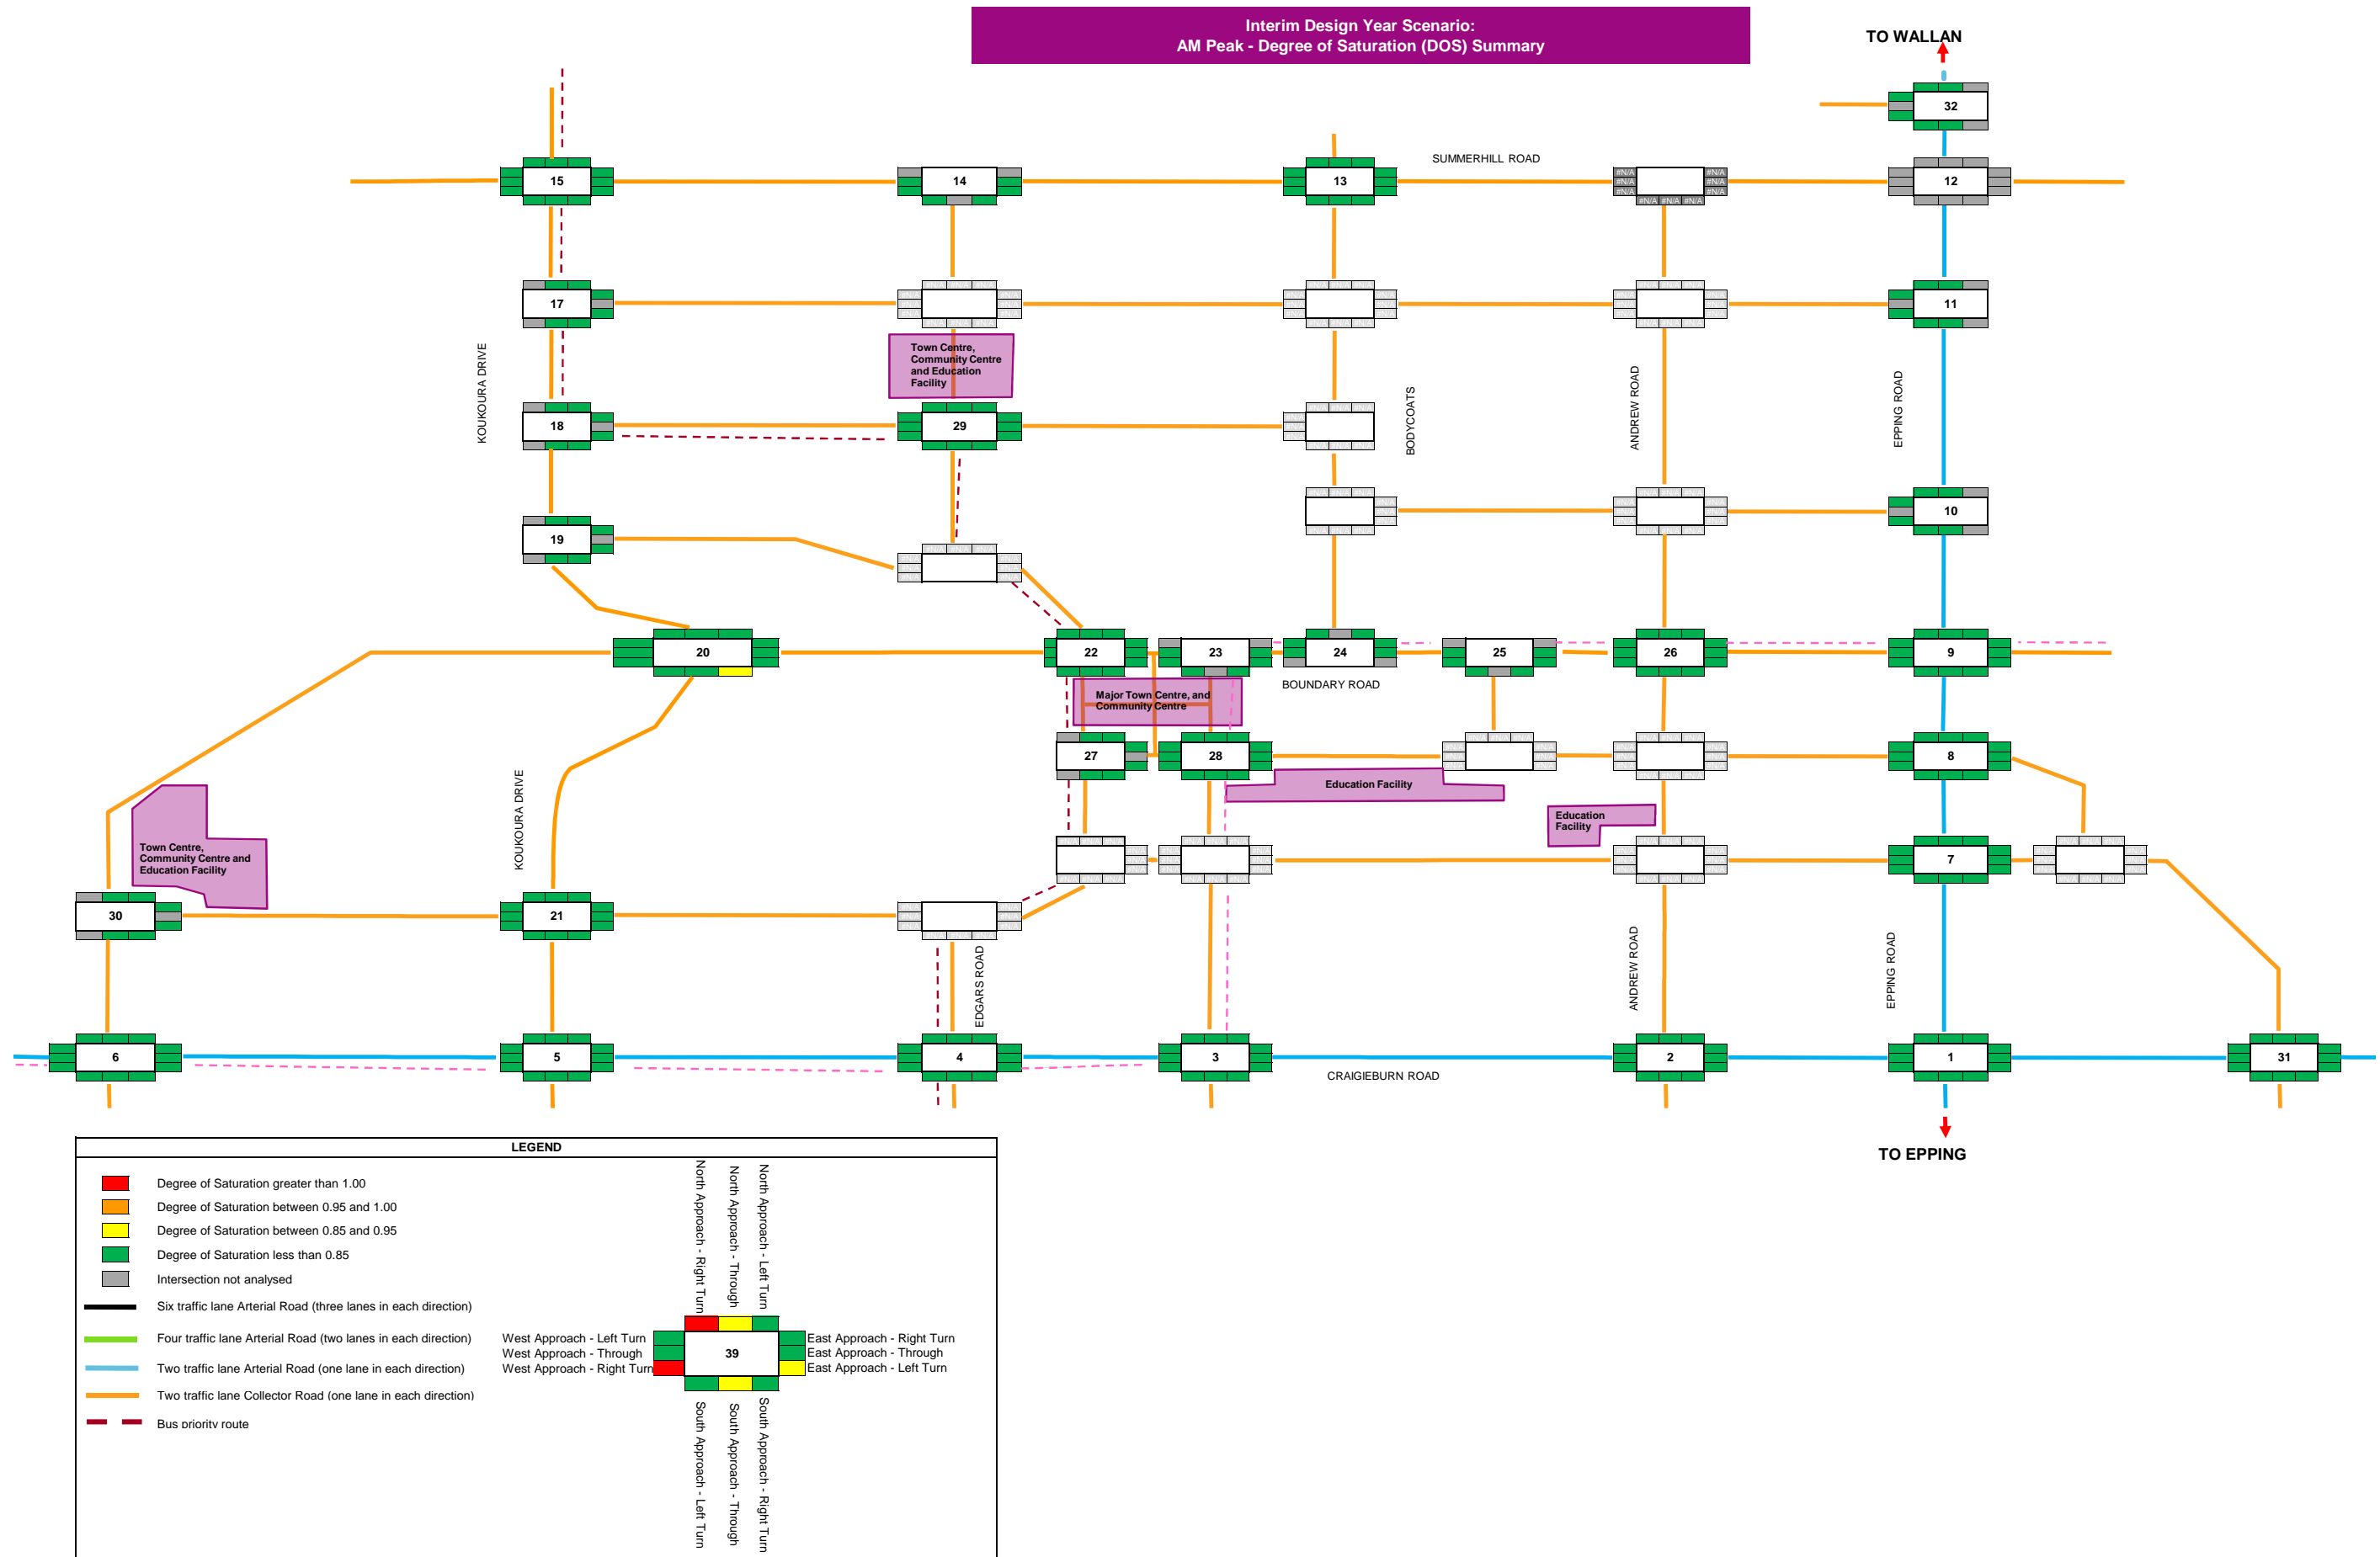 Interim Design Year Scenario:
AM Peak - Degree of Saturation (DOS) Summary
TO WALLAN
32
SUMMERHILL ROAD
15
14
13
#N/A
#N/A
#N/A
#N/A
#N/A
#N/A
#N/A #N/A #N/A
12
17
11
KOUKOURA DRIVE
Town Centre,
Community Centre
and Education
Facility
BODYCOATS
ANDREW ROAD
EPPING ROAD
18
29
19
10
20
22
23
24
25
26
9
BOUNDARY ROAD
Major Town Centre, and
Community Centre
27
28
8
KOUKOURA DRIVE
Education Facility
Education
Facility
Town Centre,
Community Centre and
Education Facility
7
30
21
EDGARS ROAD
ANDREW ROAD
EPPING ROAD
6
5
4
3
2
1
31
CRAIGIEBURN ROAD
TO EPPING
LEGEND
Degree of Saturation greater than 1.00
Degree of Saturation between 0.95 and 1.00
Degree of Saturation between 0.85 and 0.95
Degree of Saturation less than 0.85
Intersection not analysed
Six traffic lane Arterial Road (three lanes in each direction)
Four traffic lane Arterial Road (two lanes in each direction)
Two traffic lane Arterial Road (one lane in each direction)
Two traffic lane Collector Road (one lane in each direction)
Bus priority route
North Approach - Right Turn
North Approach - Through
North Approach - Left Turn
West Approach - Left Turn
West Approach - Through
West Approach - Right Turn
39
East Approach - Right Turn
East Approach - Through
East Approach - Left Turn
South Approach - Left Turn
South Approach - Through
South Approach - Right Turn